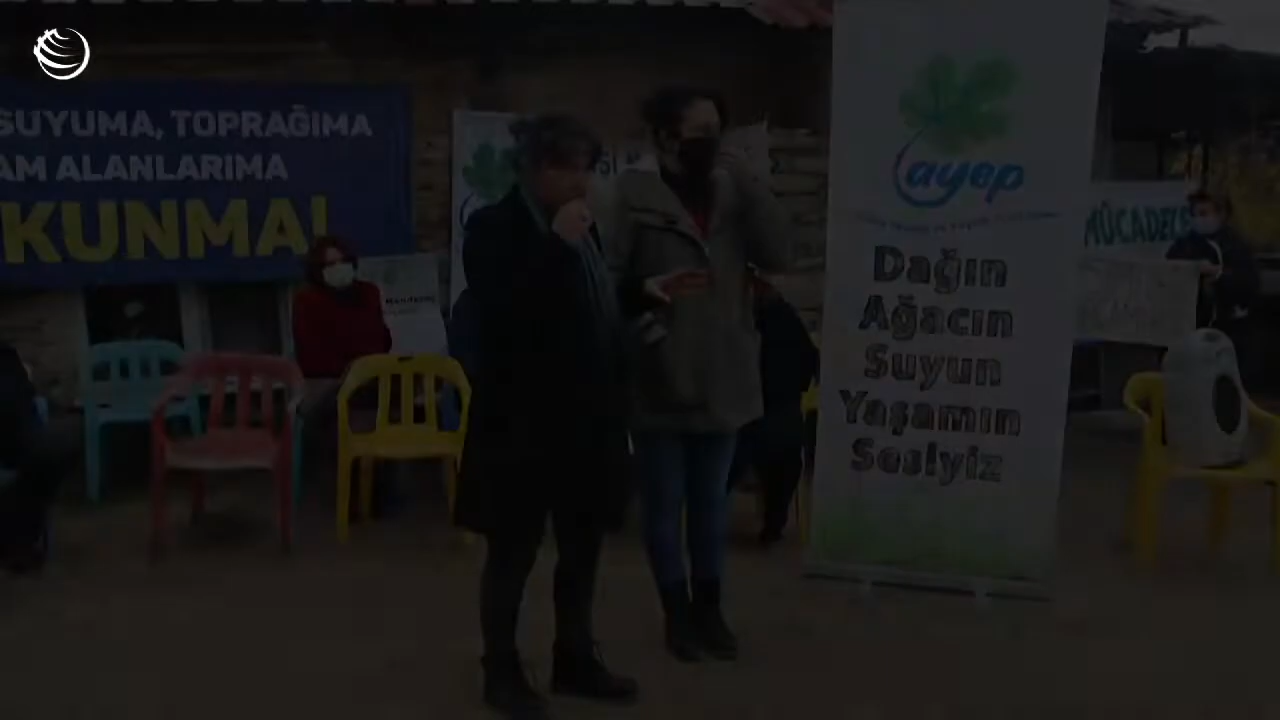 SUYUMA, TOPRAĞIMA
AM ALANLARIMA
KUNMA!
ayep
Dağın
Ağacın
Suyun
Yaşamın
Sesiyiz
MÜCADELE